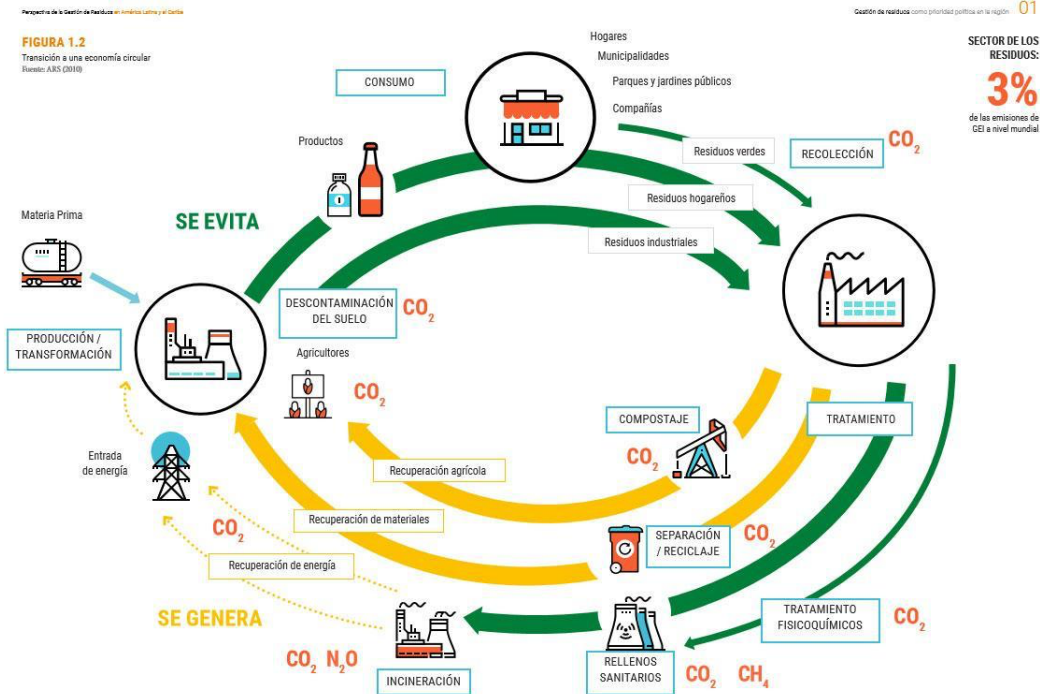 Perspectiva de la Gestión de Residuos en América Latina y el Caribe
Gestión de residuos como prioridad política en la región 01
FIGURA 1.2
Transición a una economía circular
Fuente: ARS (2010)
SECTOR DE LOS
RESIDUOS:
3%
de las emisiones de
GEI a nivel mundial
Hogares
Municipalidades
Parques y jardines públicos
Compañías
CONSUMO
Productos
Residuos verdes
RECOLECCIÓN
CO₂
Residuos hogareños
Residuos industriales
SE EVITA
Materia Prima
DESCONTAMINACIÓN
DEL SUELO
CO₂
PRODUCCIÓN /
TRANSFORMACIÓN
Agricultores
CO₂
COMPOSTAJE
CO₂
TRATAMIENTO
Entrada
de energía
Recuperación agrícola
Recuperación de materiales
CO₂
SEPARACIÓN
/ RECICLAJE
CO₂
Recuperación de energía
SE GENERA
TRATAMIENTO
FISICOQUÍMICOS
CO₂
CO₂ N₂O
INCINERACIÓN
RELLENOS
SANITARIOS
CO₂ CH₄